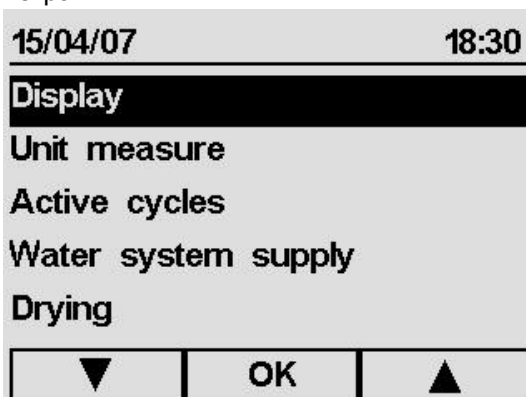 15/04/07 18:30
Display
Unit measure
Active cycles
Water system supply
Drying
▼ OK ▲